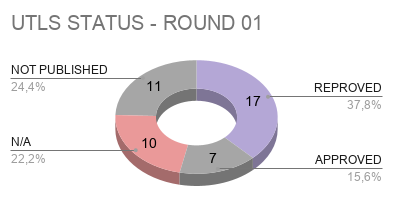 UTLS STATUS - ROUND 01
NOT PUBLISHED
24,4%
11
17
REPROVED
37,8%
N/A
22,2%
10
7
APPROVED
15,6%